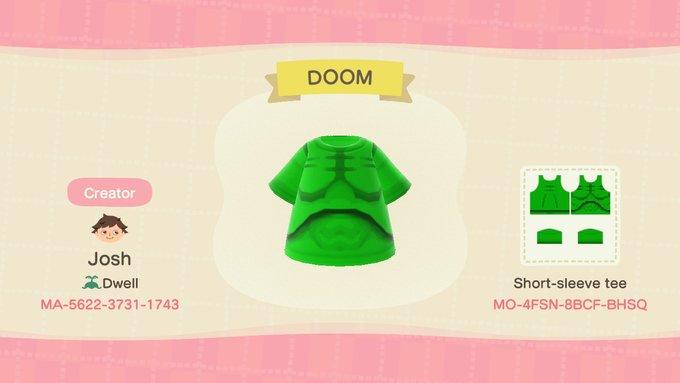 DOOM
Creator
Josh
Dwell
MA-5622-3731-1743
Short-sleeve tee
MO-4FSN-8BCF-BHSQ